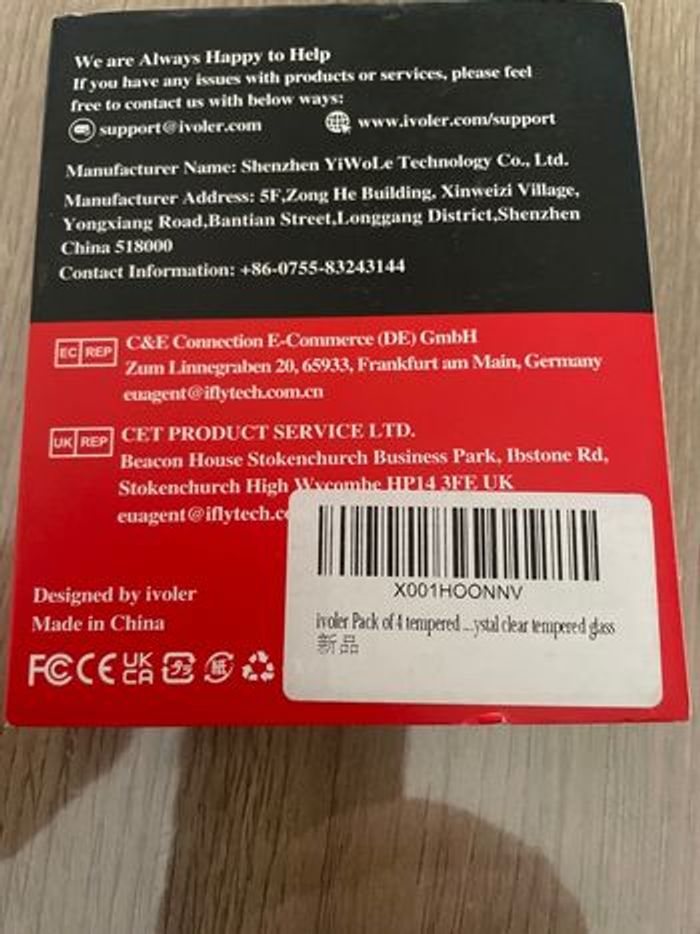 We are Always Happy to Help
If you have any issues with products or services, please feel
free to contact us with below ways:
support@ivoler.com www.ivoler.com/support
Manufacturer Name: Shenzhen YiWoLe Technology Co., Ltd.
Manufacturer Address: 5F,Zong He Building, Xinweizi Village,
Yongxiang Road,Bantian Street,Longgang District,Shenzhen
China 518000
Contact Information: +86-0755-83243144
EC REP C&E Connection E-Commerce (DE) GmbH
Zum Linnegraben 20, 65933, Frankfurt am Main, Germany
euagent@iflytech.com.cn
UK REP CET PRODUCT SERVICE LTD.
Beacon House Stokenchurch Business Park, Ibstone Rd,
Stokenchurch High Wycombe HP14 3FE UK
euagent@iflytech.co
X001HOONNV
ivoler Pack of 4 tempered ...ystal clear tempered glass
新品
Designed by ivoler
Made in China
FC CE UK CA プラ 紙